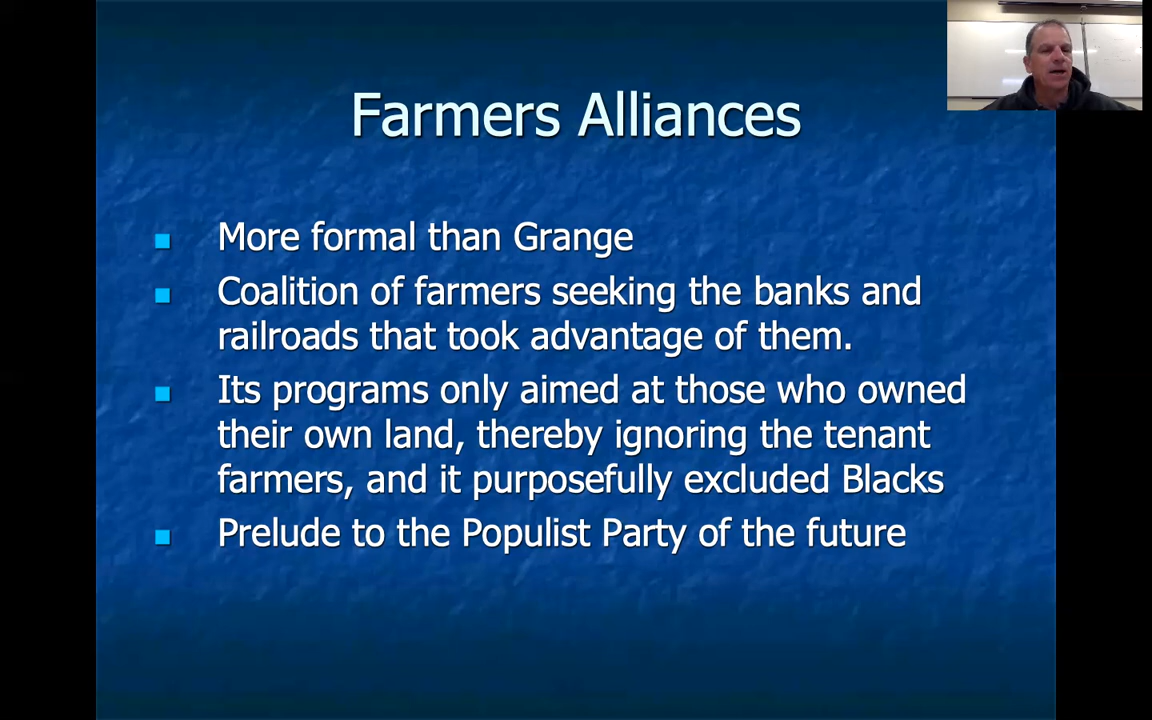 Farmers Alliances
More formal than Grange
Coalition of farmers seeking the banks and
railroads that took advantage of them.
Its programs only aimed at those who owned
their own land, thereby ignoring the tenant
farmers, and it purposefully excluded Blacks
Prelude to the Populist Party of the future